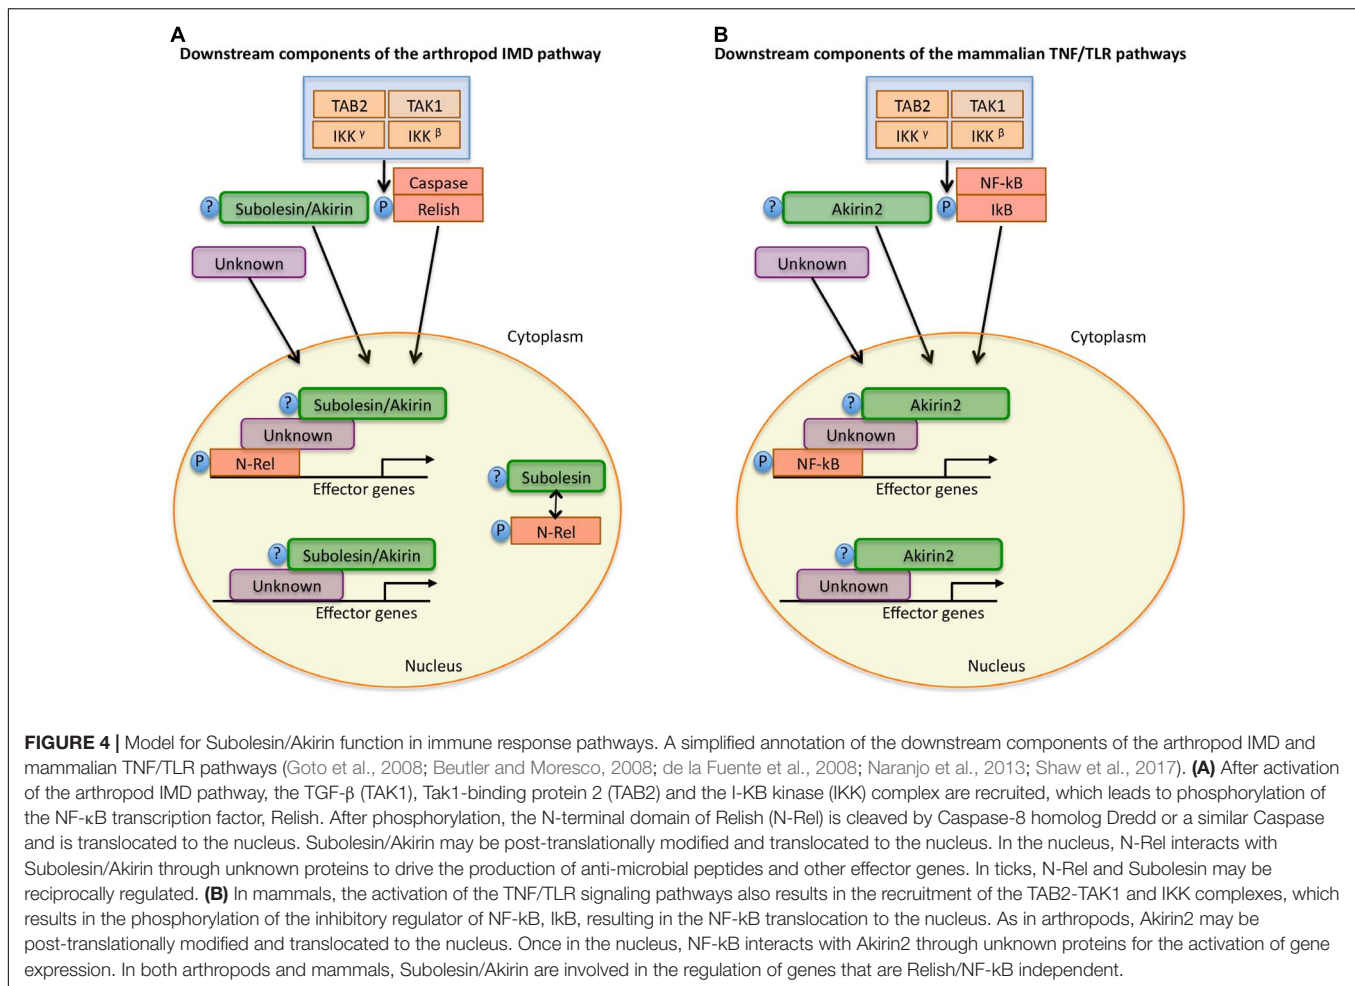 A
Downstream components of the arthropod IMD pathway
TAB2
TAK1
IKK γ
IKK β
Caspase
? Subolesin/Akirin
P Relish
Unknown
Cytoplasm
? Subolesin/Akirin
Unknown
P N-Rel
Effector genes
? Subolesin
P N-Rel
? Subolesin/Akirin
Unknown
Effector genes
Nucleus
B
Downstream components of the mammalian TNF/TLR pathways
TAB2
TAK1
IKK γ
IKK β
NF-kB
? Akirin2
P IkB
Unknown
Cytoplasm
? Akirin2
Unknown
P NF-kB
Effector genes
? Akirin2
Unknown
Effector genes
Nucleus
FIGURE 4 | Model for Subolesin/Akirin function in immune response pathways. A simplified annotation of the downstream components of the arthropod IMD and
mammalian TNF/TLR pathways (Goto et al., 2008; Beutler and Moresco, 2008; de la Fuente et al., 2008; Naranjo et al., 2013; Shaw et al., 2017). (A) After activation
of the arthropod IMD pathway, the TGF-β (TAK1), Tak1-binding protein 2 (TAB2) and the I-KB kinase (IKK) complex are recruited, which leads to phosphorylation of
the NF-κB transcription factor, Relish. After phosphorylation, the N-terminal domain of Relish (N-Rel) is cleaved by Caspase-8 homolog Dredd or a similar Caspase
and is translocated to the nucleus. Subolesin/Akirin may be post-translationally modified and translocated to the nucleus. In the nucleus, N-Rel interacts with
Subolesin/Akirin through unknown proteins to drive the production of anti-microbial peptides and other effector genes. In ticks, N-Rel and Subolesin may be
reciprocally regulated. (B) In mammals, the activation of the TNF/TLR signaling pathways also results in the recruitment of the TAB2-TAK1 and IKK complexes, which
results in the phosphorylation of the inhibitory regulator of NF-kB, IkB, resulting in the NF-kB translocation to the nucleus. As in arthropods, Akirin2 may be
post-translationally modified and translocated to the nucleus. Once in the nucleus, NF-kB interacts with Akirin2 through unknown proteins for the activation of gene
expression. In both arthropods and mammals, Subolesin/Akirin are involved in the regulation of genes that are Relish/NF-kB independent.